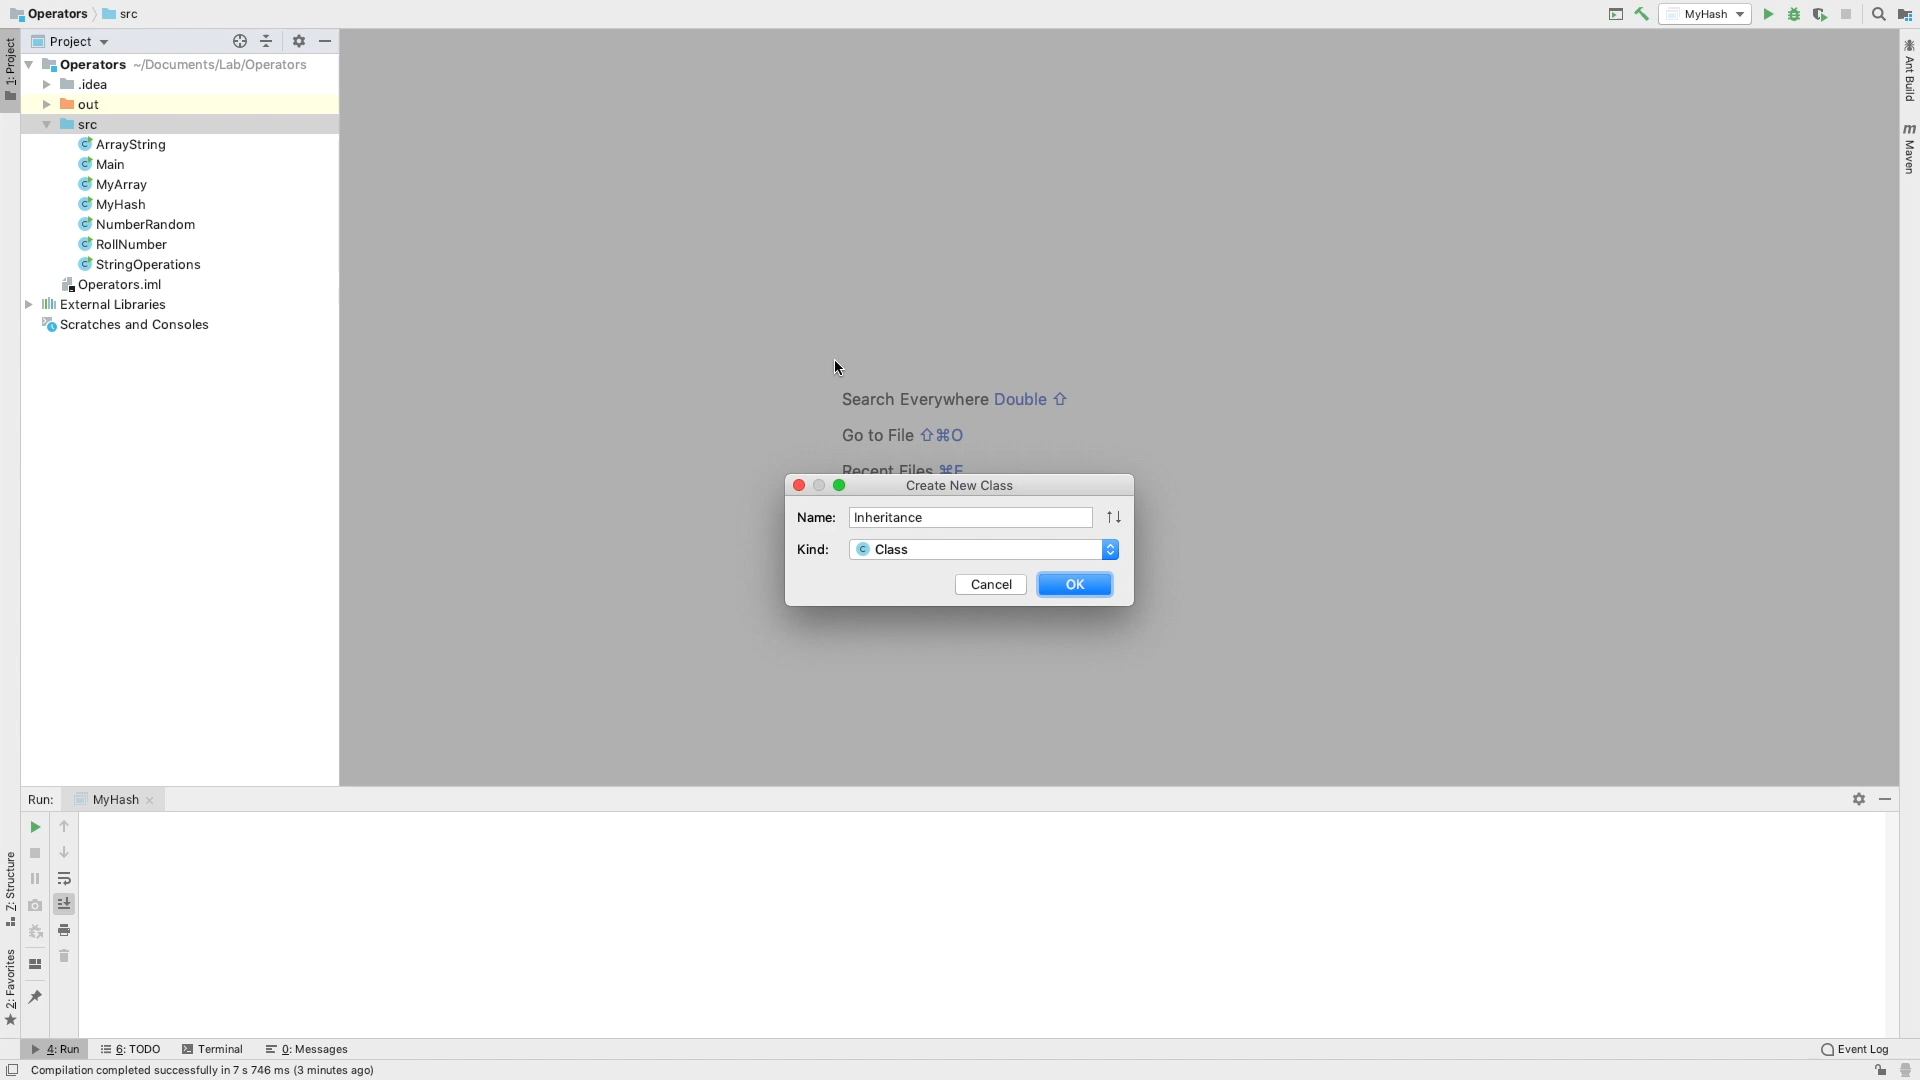 Operators src
MyHash
1: Project
Project
Operators ~/Documents/Lab/Operators
.idea
out
src
ArrayString
Main
MyArray
MyHash
NumberRandom
RollNumber
StringOperations
Operators.iml
External Libraries
Scratches and Consoles
Search Everywhere Double ⇧
Go to File ⇧⌘O
Recent Files ⌘E
Create New Class
Name: Inheritance
Kind: Class
Cancel OK
Ant Build
m Maven
Run: MyHash
Z: Structure
2: Favorites
4: Run 6: TODO Terminal 0: Messages Event Log
Compilation completed successfully in 7 s 746 ms (3 minutes ago)